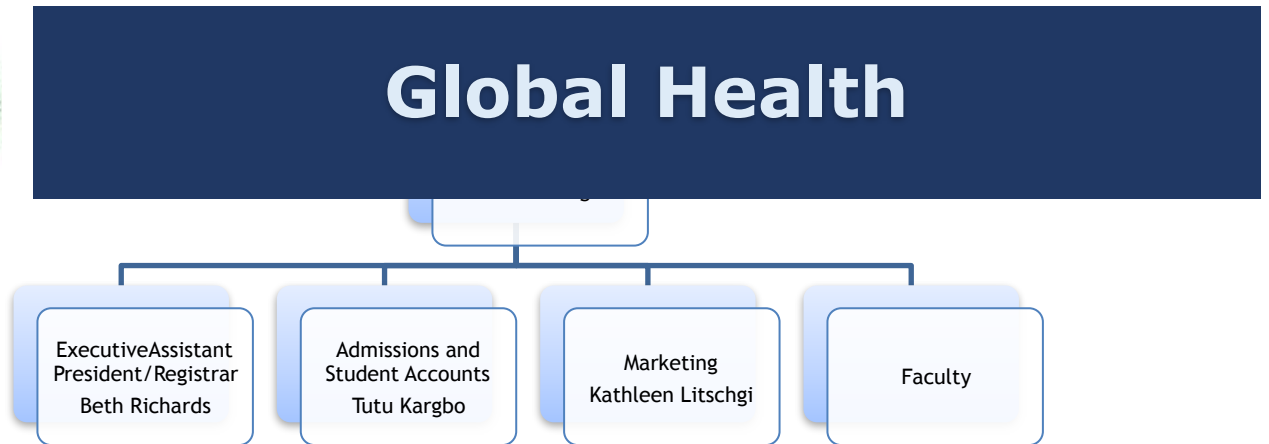 Global Health
ExecutiveAssistant
President/Registrar
Beth Richards
Admissions and
Student Accounts
Tutu Kargbo
Marketing
Kathleen Litschgi
Faculty